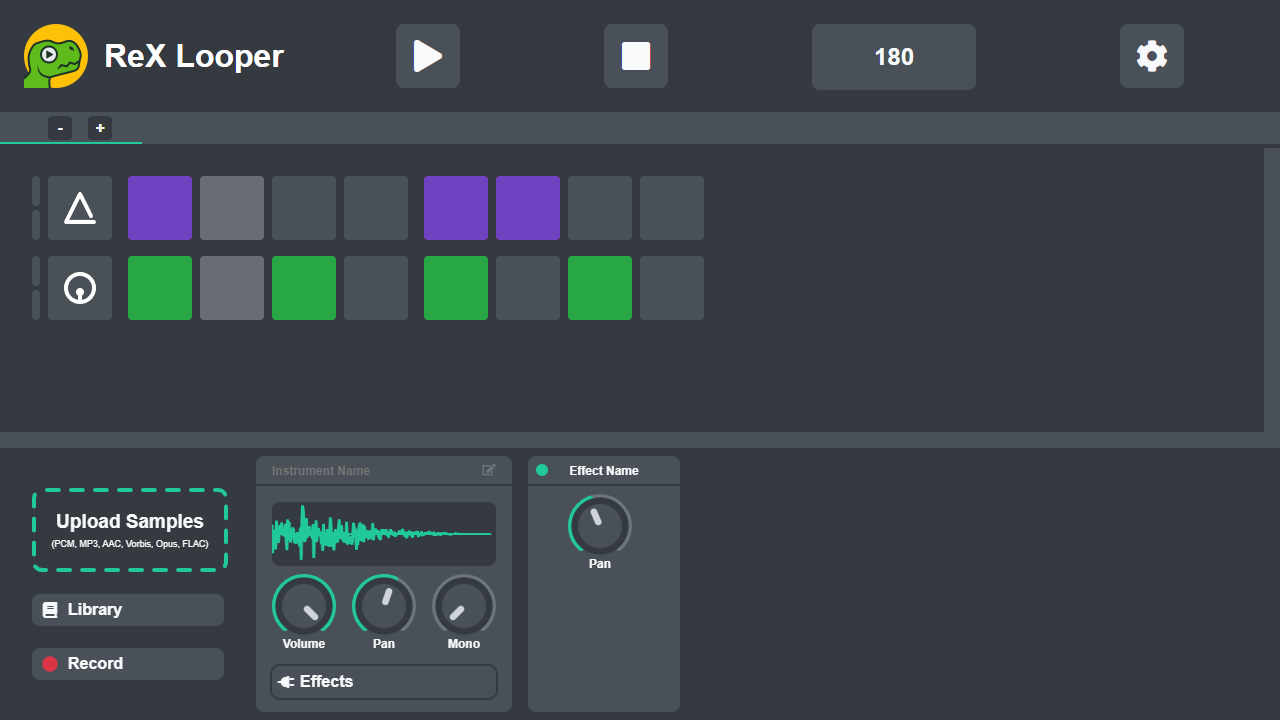 ReX Looper
180
- +
Instrument Name
Effect Name
Upload Samples
(PCM, MP3, AAC, Vorbis, Opus, FLAC)
Pan
Library
Volume Pan Mono
Record
Effects